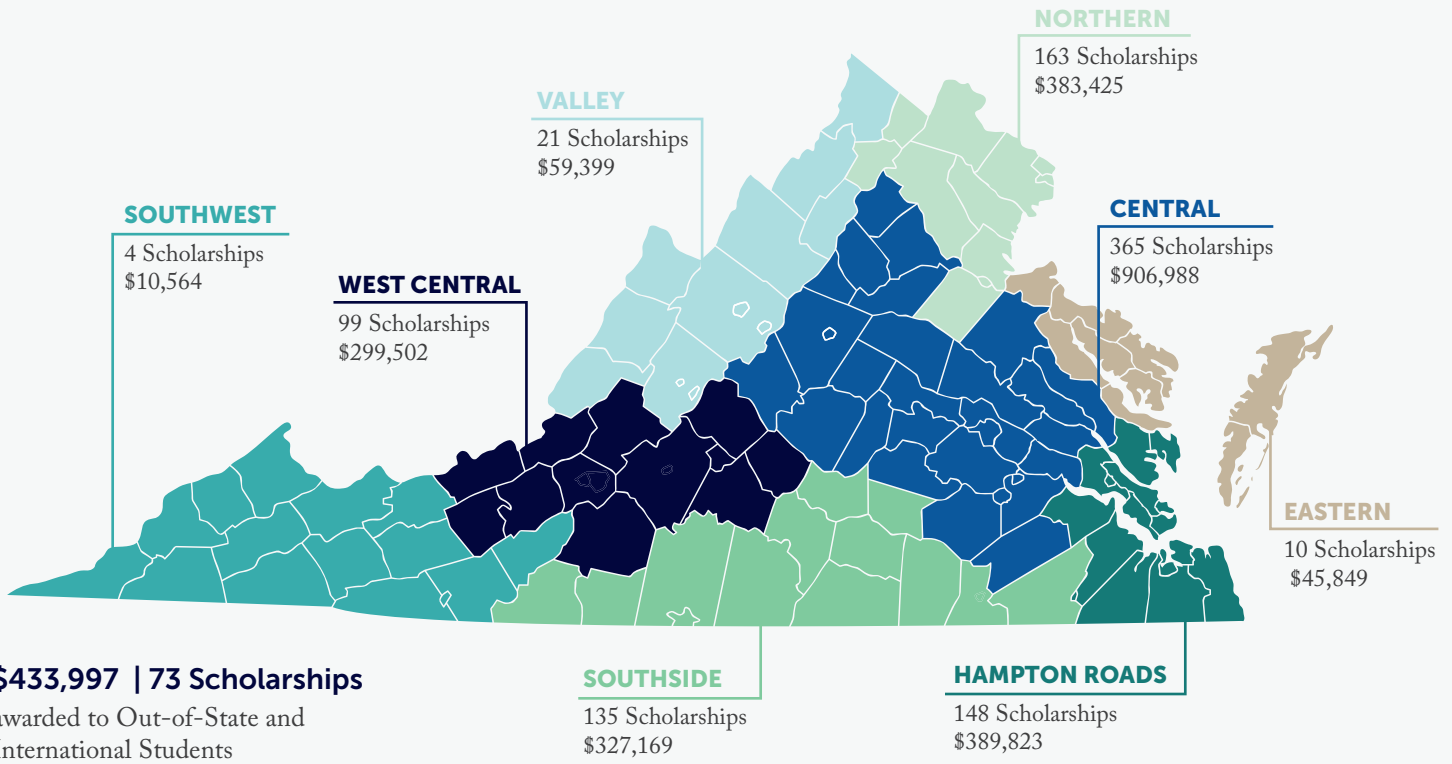 NORTHERN
163 Scholarships
$383,425
VALLEY
21 Scholarships
$59,399
SOUTHWEST
4 Scholarships
$10,564
WEST CENTRAL
99 Scholarships
$299,502
CENTRAL
365 Scholarships
$906,988
EASTERN
10 Scholarships
$45,849
SOUTHSIDE
135 Scholarships
$327,169
HAMPTON ROADS
148 Scholarships
$389,823
$433,997 | 73 Scholarships
awarded to Out-of-State and
International Students